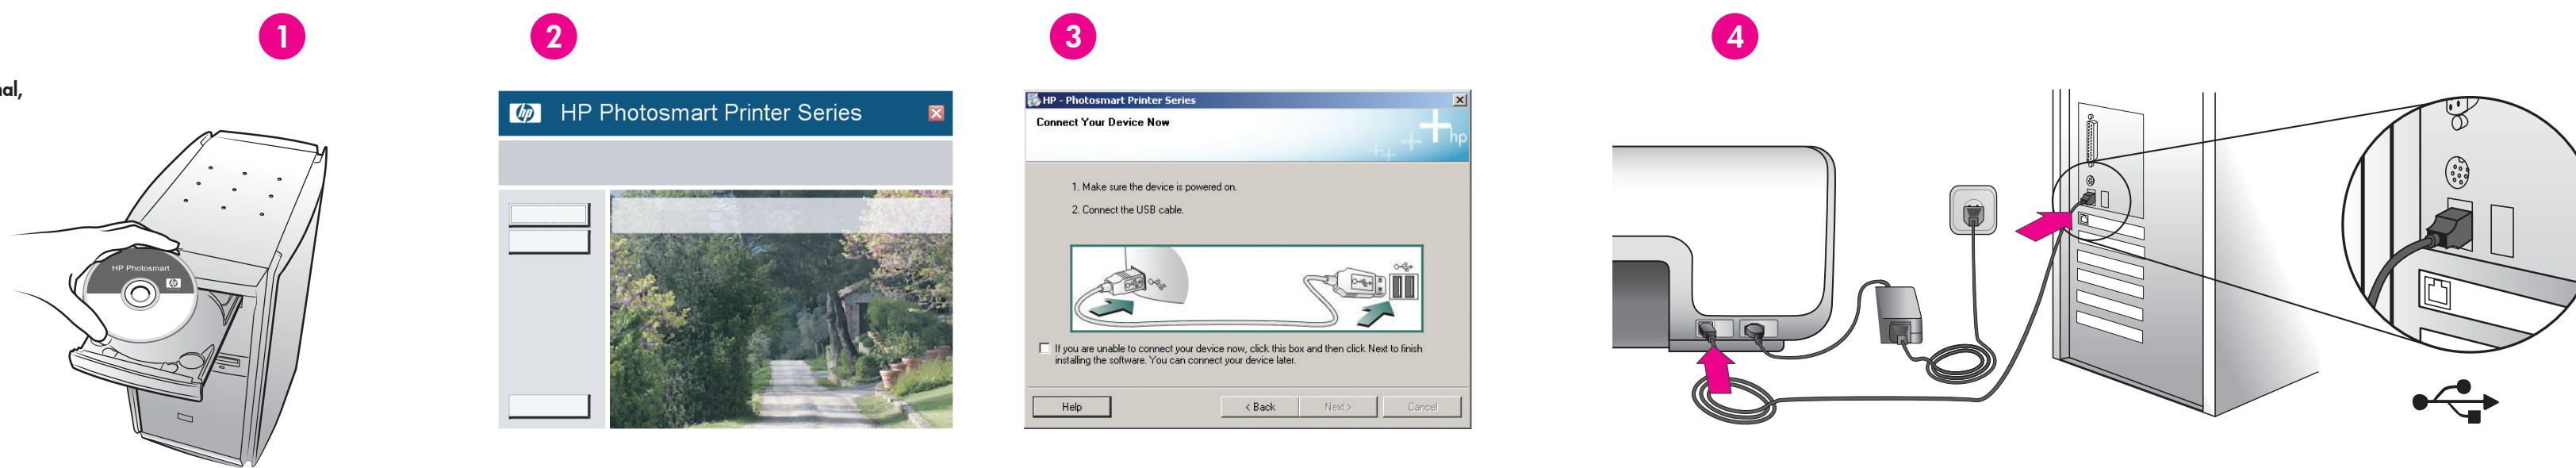 1
2
3
4
nal,
HP Photosmart
hp
hp
HP Photosmart Printer Series
HP - Photosmart Printer Series
Connect Your Device Now
hp
1. Make sure the device is powered on.
2. Connect the USB cable.
If you are unable to connect your device now, click this box and then click Next to finish
installing the software. You can connect your device later.
Help
< Back
Next >
Cancel